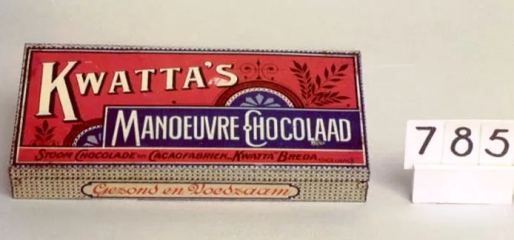 KWATTA'S
MANOEUVRE CHOCOLAAD
STOOM CHOCOLADE- EN CACAOFABRIEK "KWATTA" BREDA
Gezond en Voedzaam
785